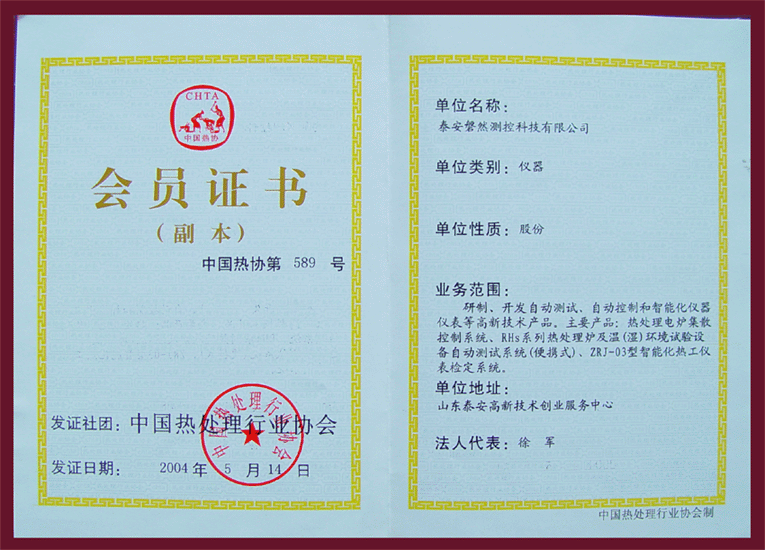 CHTA
中国热协
会员证书
（副本）
中国热协第 589 号
发证社团：中国热处理行业协会
中国热处理行业协会
发证日期： 2004 年 5 月 14 日
单位名称：
泰安磐然测控科技有限公司
单位类别：仪器
单位性质：股份
业务范围：
研制、开发自动测试、自动控制和智能化仪器
仪表等高新技术产品。主要产品：热处理电炉集散
控制系统、RHs系列热处理炉及温(湿)环境试验设
备自动测试系统(便携式)、ZRJ-03型智能化热工仪
表检定系统。
单位地址：
山东泰安高新技术创业服务中心
法人代表：徐 军
中国热处理行业协会制